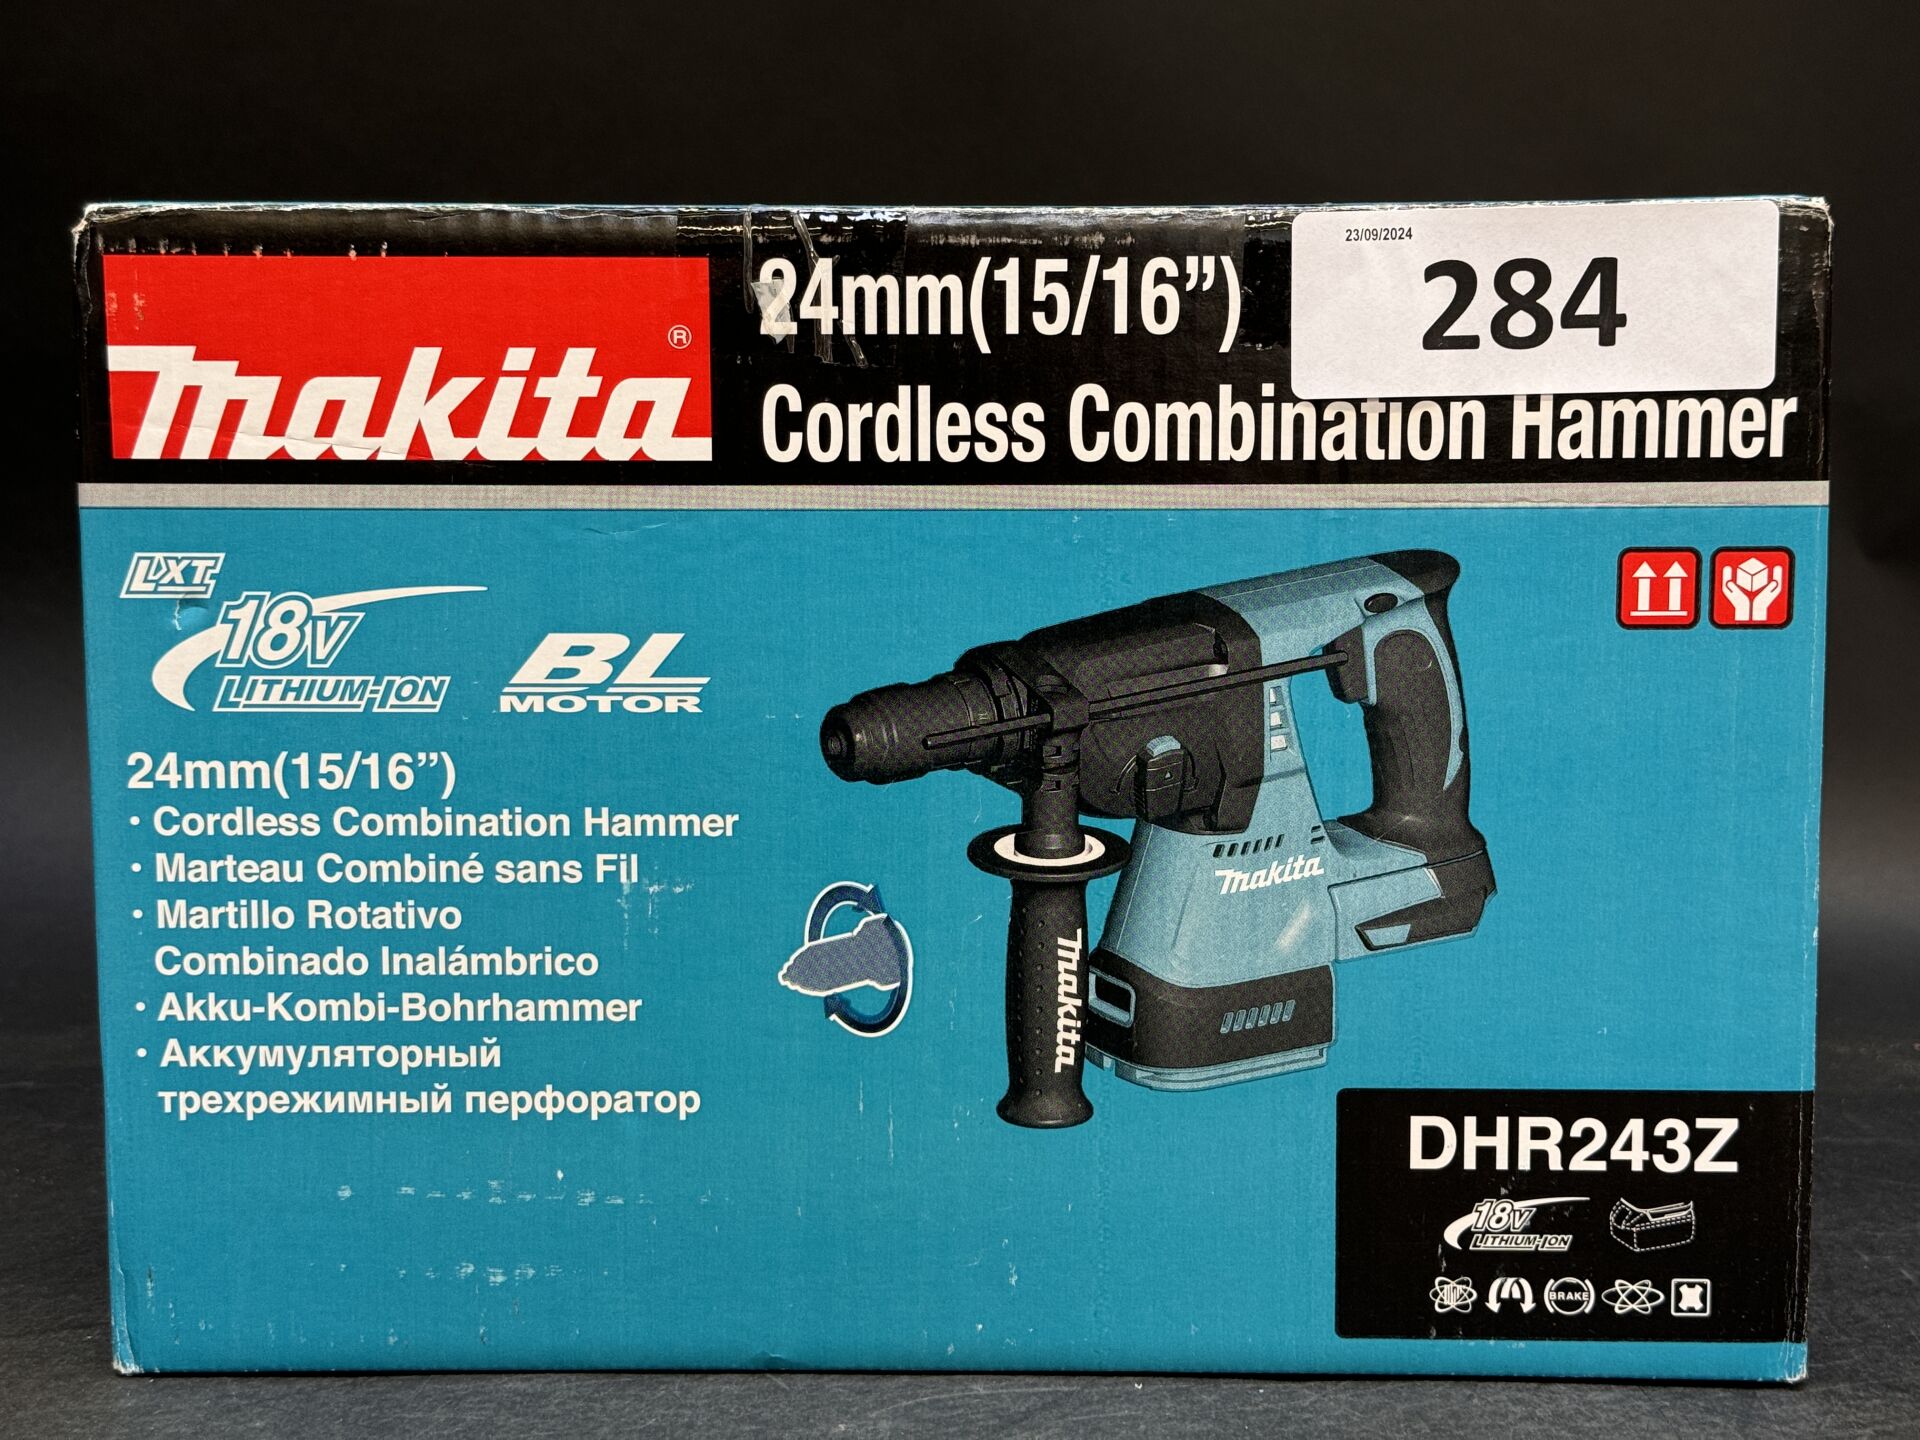 23/09/2024
284
makita®
24mm(15/16”)
Cordless Combination Hammer
LXT
18V
LITHIUM-ION
BL
MOTOR
24mm(15/16”)
• Cordless Combination Hammer
• Marteau Combiné sans Fil
• Martillo Rotativo
Combinado Inalámbrico
• Akku-Kombi-Bohrhammer
• Аккумуляторный
трехрежимный перфоратор
makita
makita
DHR243Z
18V
LITHIUM-ION
BRAKE